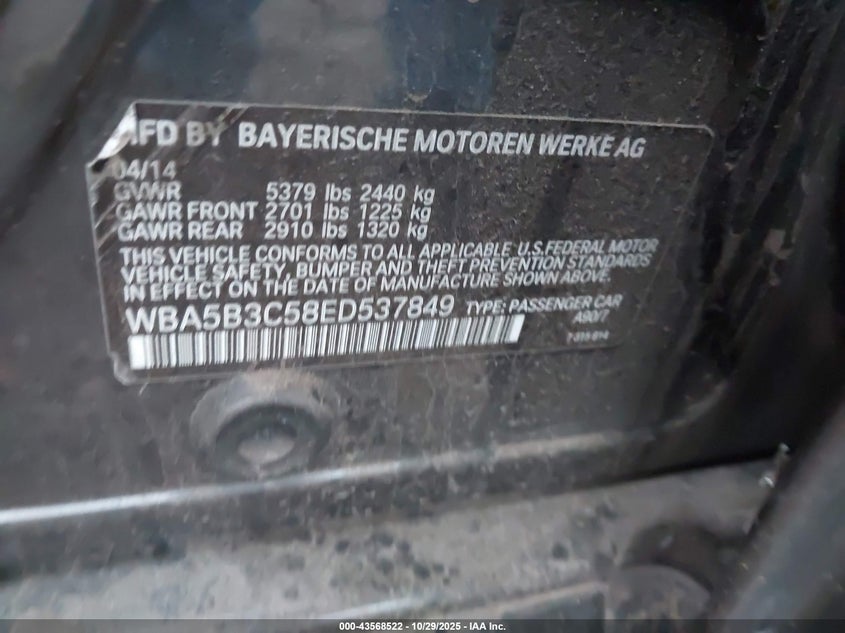 MFD BY BAYERISCHE MOTOREN WERKE AG
04/14
GVWR 5379 lbs 2440 kg
GAWR FRONT 2701 lbs 1225 kg
GAWR REAR 2910 lbs 1320 kg
THIS VEHICLE CONFORMS TO ALL APPLICABLE U.S.FEDERAL MOTOR
VEHICLE SAFETY, BUMPER AND THEFT PREVENTION STANDARDS
IN EFFECT ON THE DATE OF MANUFACTURE SHOWN ABOVE.
WBA5B3C58ED537849 TYPE: PASSENGER CAR
A90/7
000-43568522 - 10/29/2025 - IAA Inc.